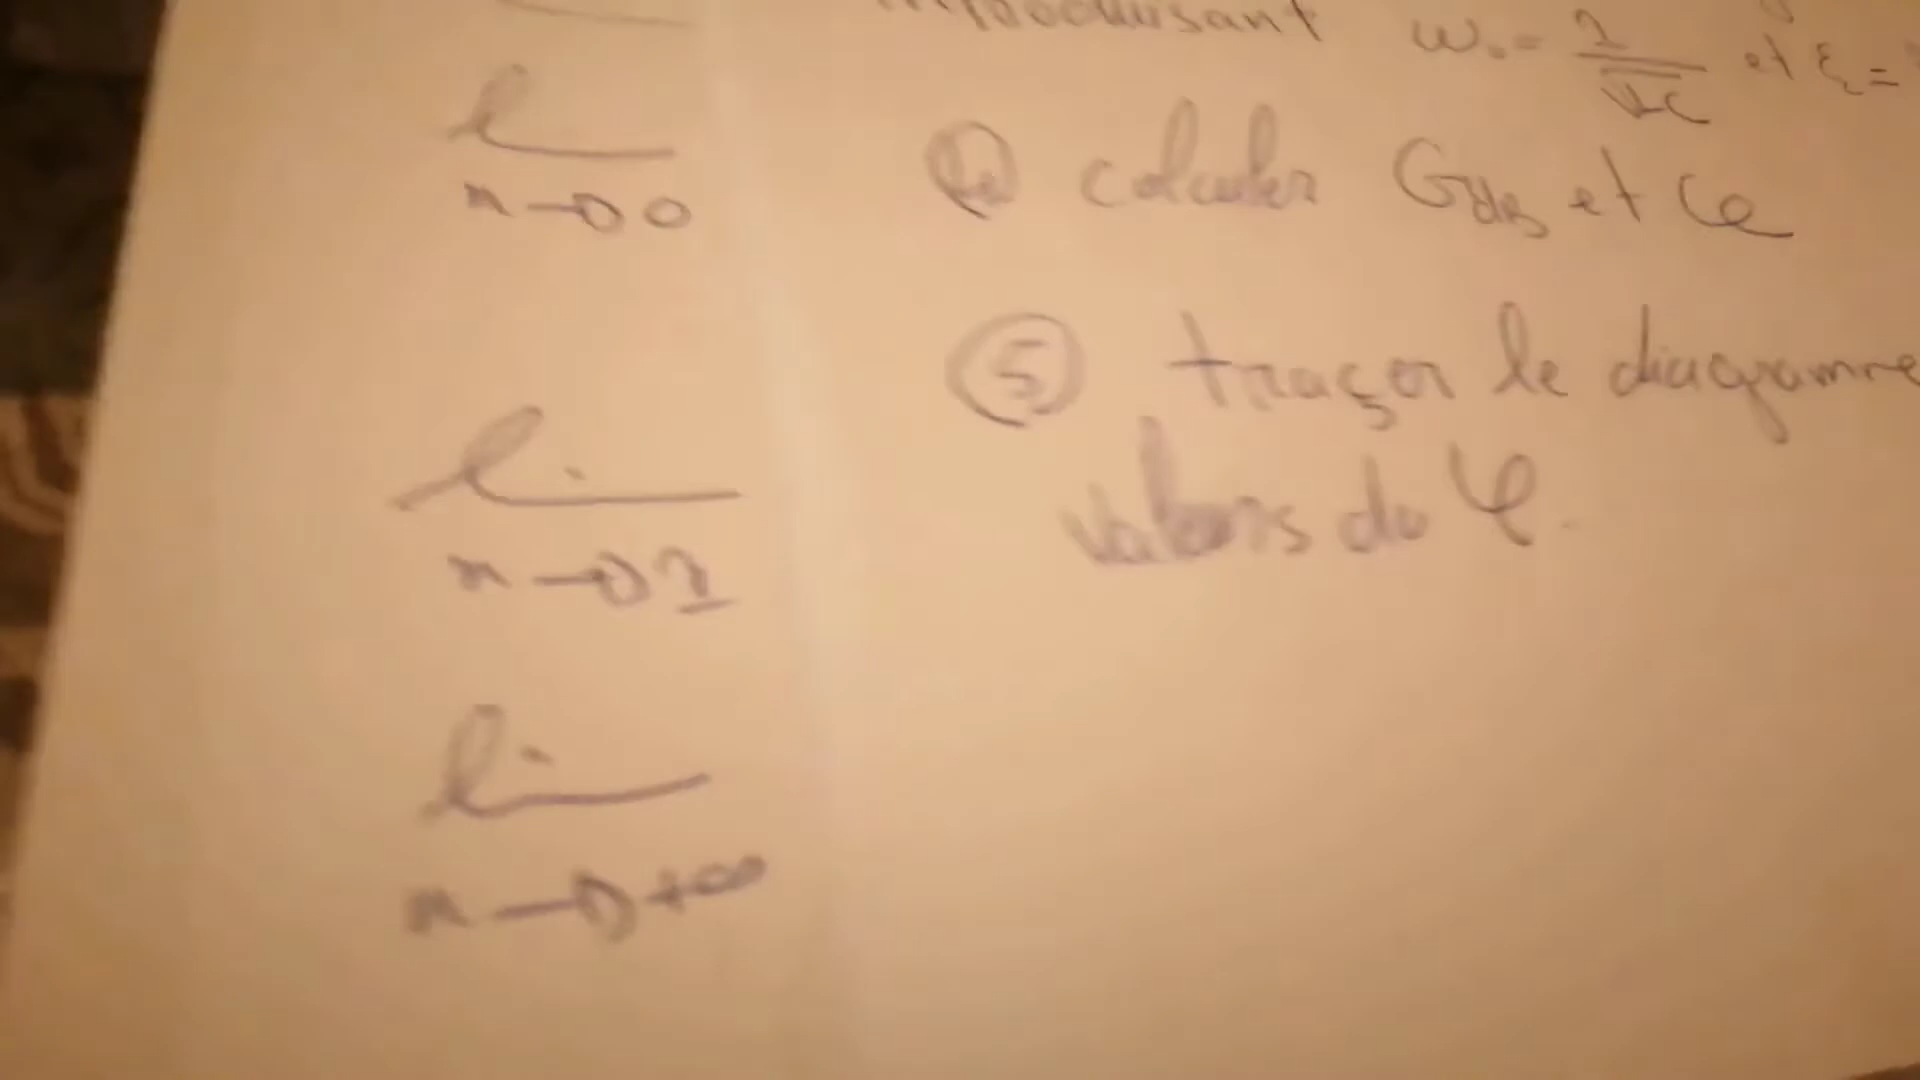 ω₀ = 1/√LC et ξ =
lim
x → 0
④ calculer Gdb et φ
⑤ traçer le diagramme
valeurs du φ.
lim
x → 1
lim
x → +∞